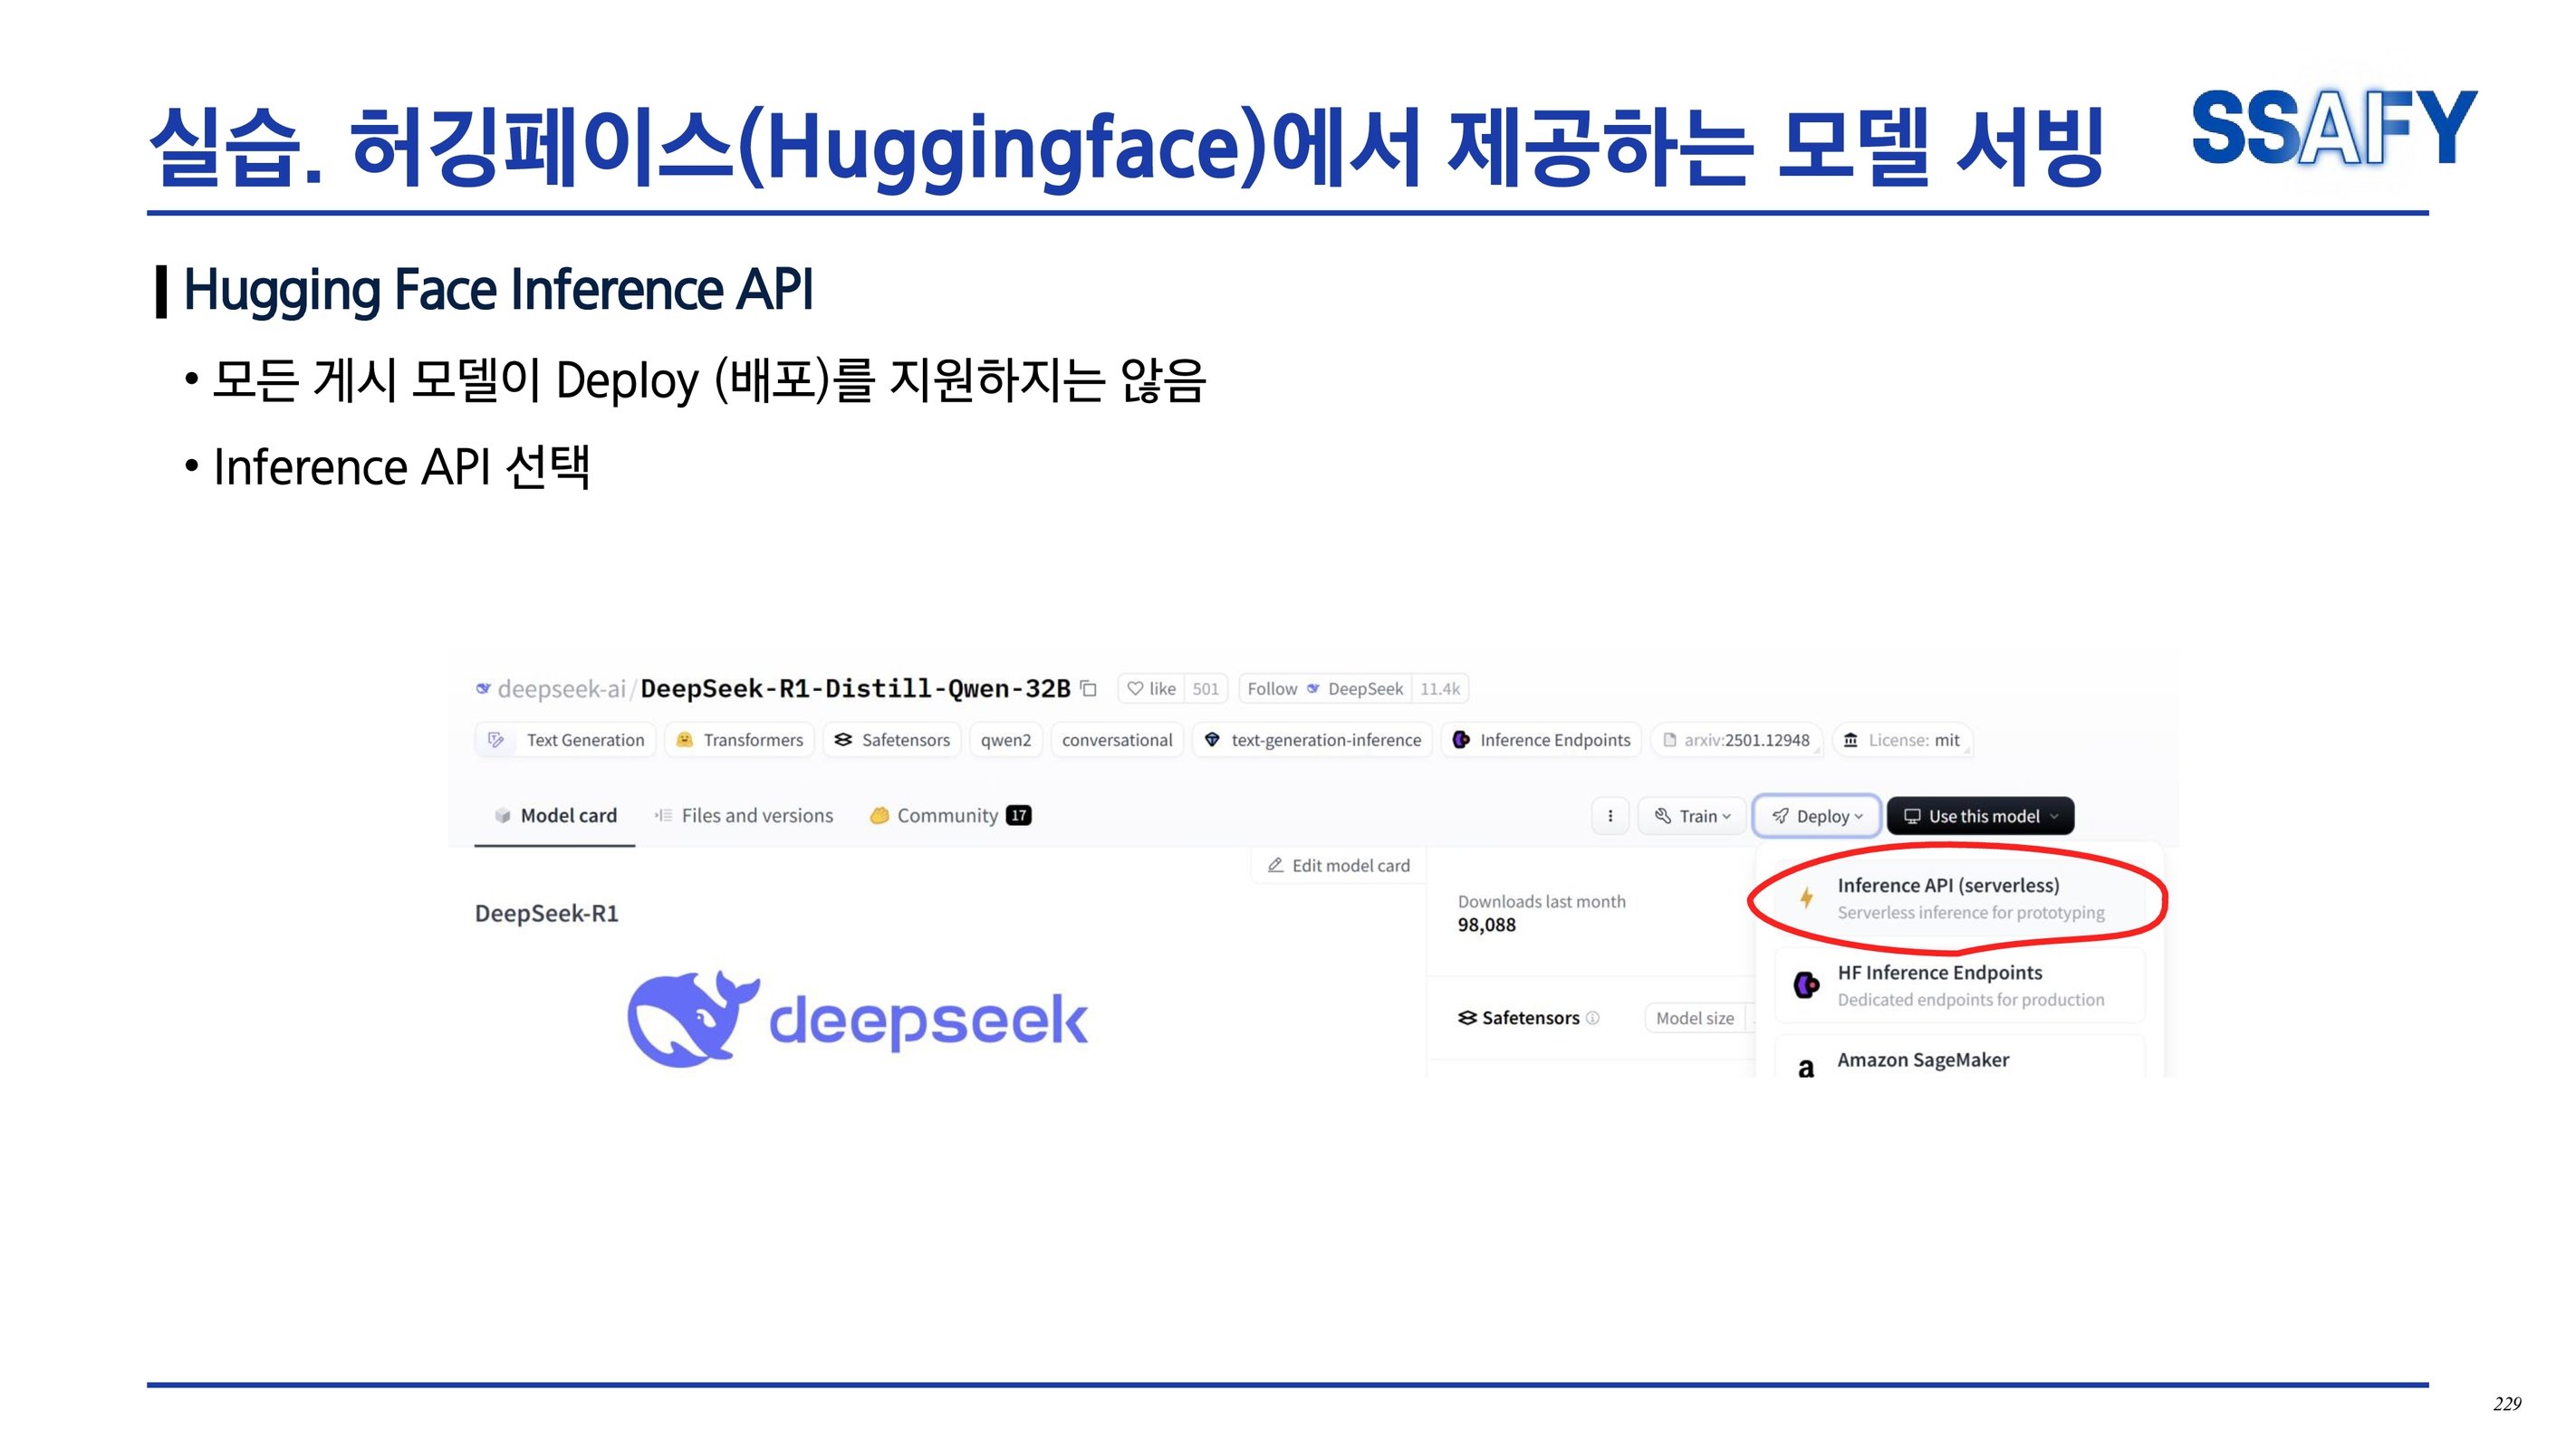 실습. 허깅페이스(Huggingface)에서 제공하는 모델 서빙
SSAFY
Hugging Face Inference API
• 모든 게시 모델이 Deploy (배포)를 지원하지는 않음
• Inference API 선택
deepseek-ai/DeepSeek-R1-Distill-Qwen-32B like 501 Follow DeepSeek 11.4k
Text Generation Transformers Safetensors qwen2 conversational text-generation-inference Inference Endpoints arxiv:2501.12948 License: mit
Model card Files and versions Community 17 Train Deploy Use this model
Edit model card
Inference API (serverless)
Serverless inference for prototyping
Downloads last month
98,088
DeepSeek-R1
HF Inference Endpoints
Dedicated endpoints for production
deepseek
Safetensors Model size
Amazon SageMaker
229